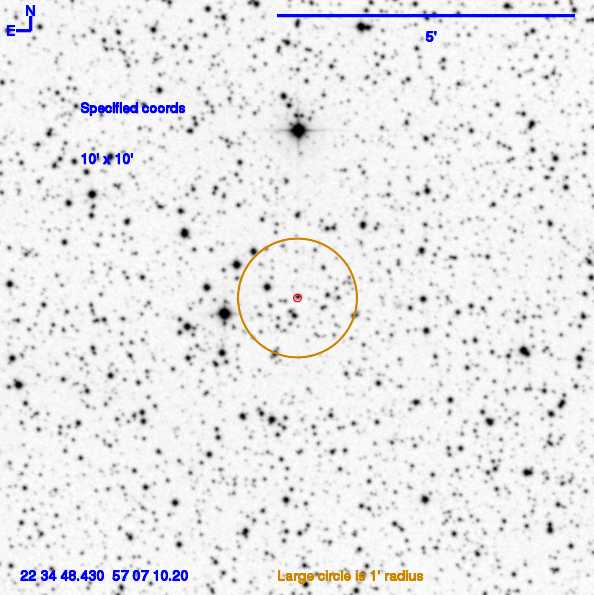 N
E
5'
Specified coords
10' x 10'
22 34 48.430 57 07 10.20
Large circle is 1' radius